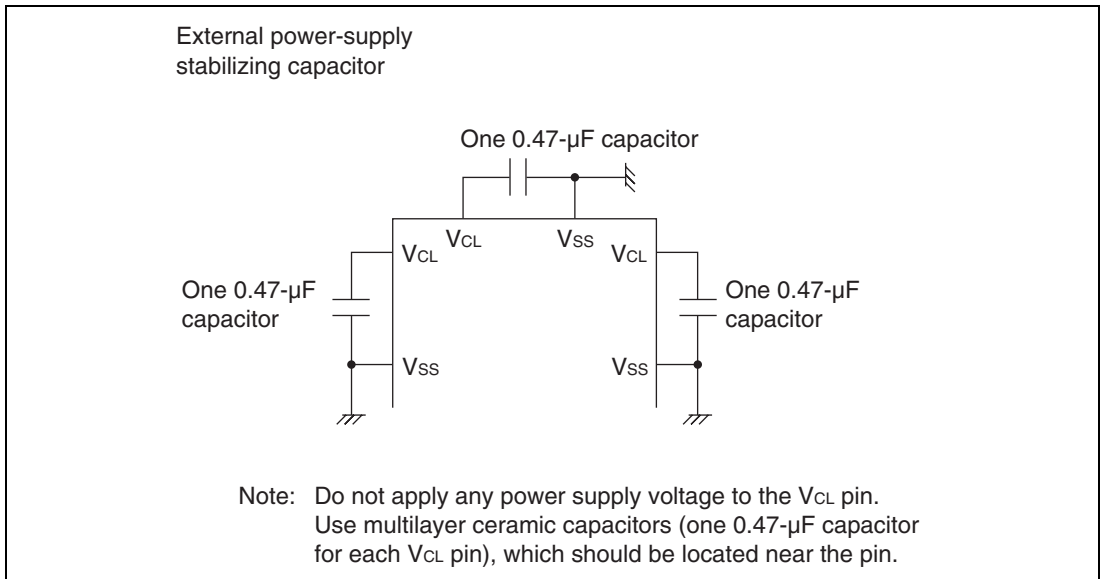 External power-supply
stabilizing capacitor
One 0.47-µF capacitor
VCL
VCL
VSS
VCL
One 0.47-µF
capacitor
One 0.47-µF
capacitor
VSS
VSS
Note: Do not apply any power supply voltage to the VCL pin.
Use multilayer ceramic capacitors (one 0.47-µF capacitor
for each VCL pin), which should be located near the pin.